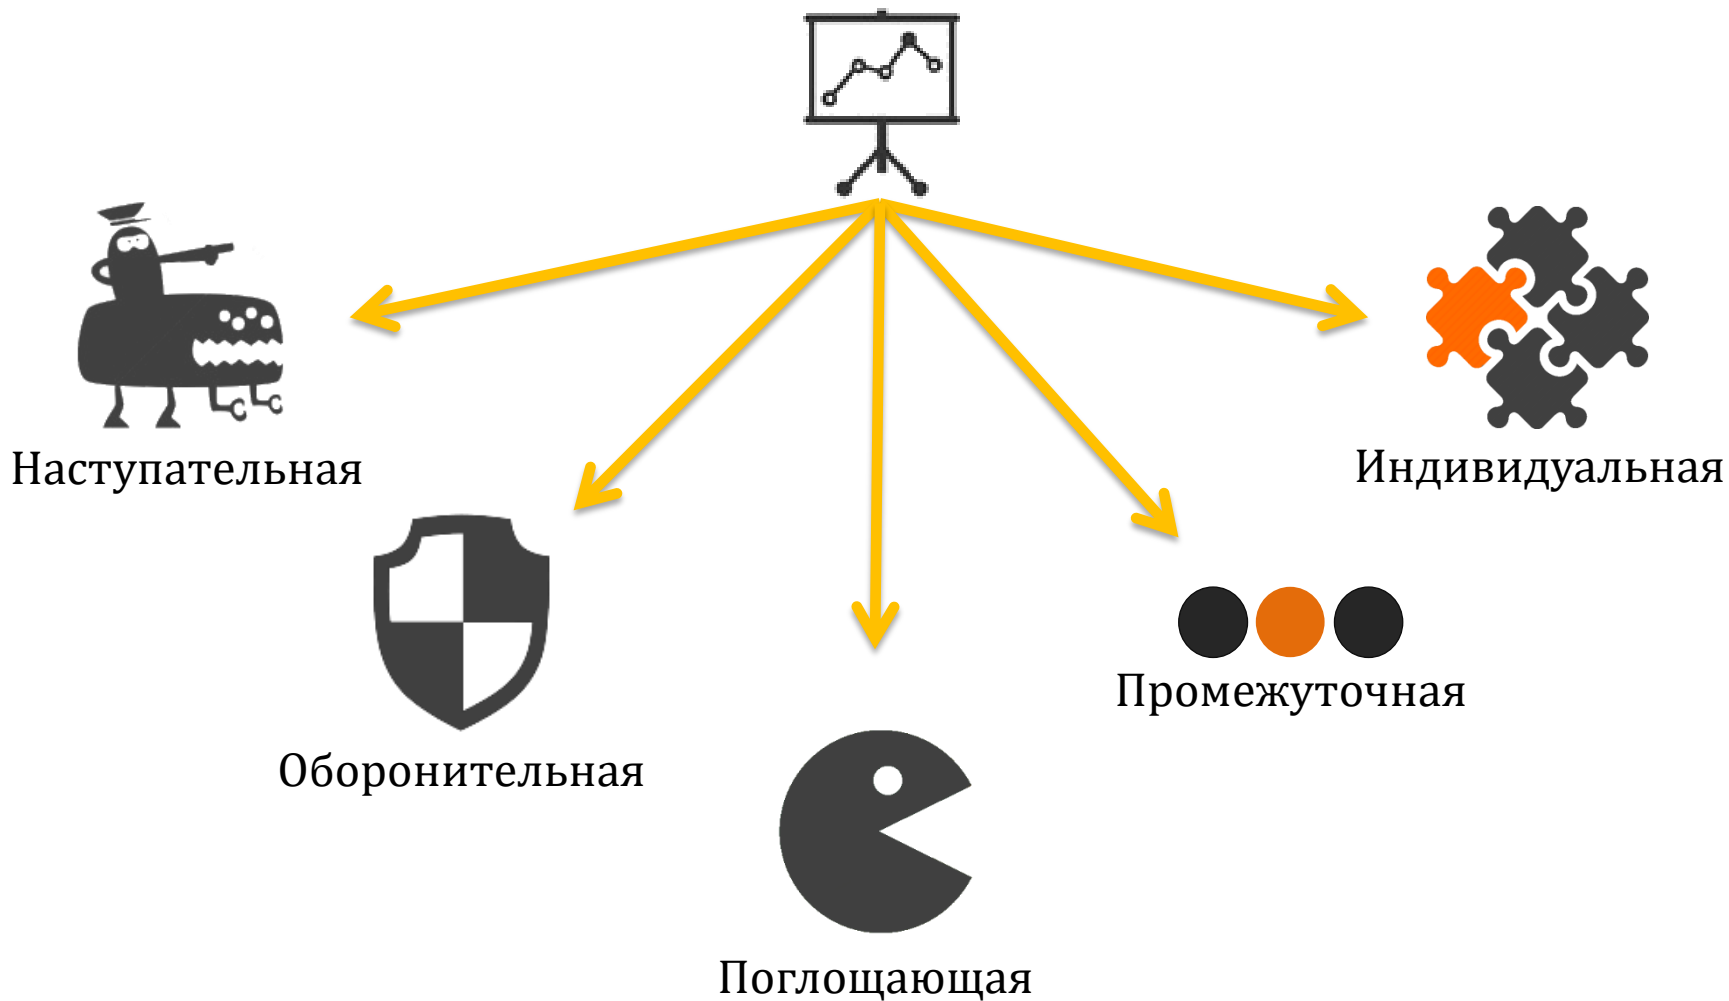 Наступательная
Индивидуальная
Промежуточная
Оборонительная
Поглощающая